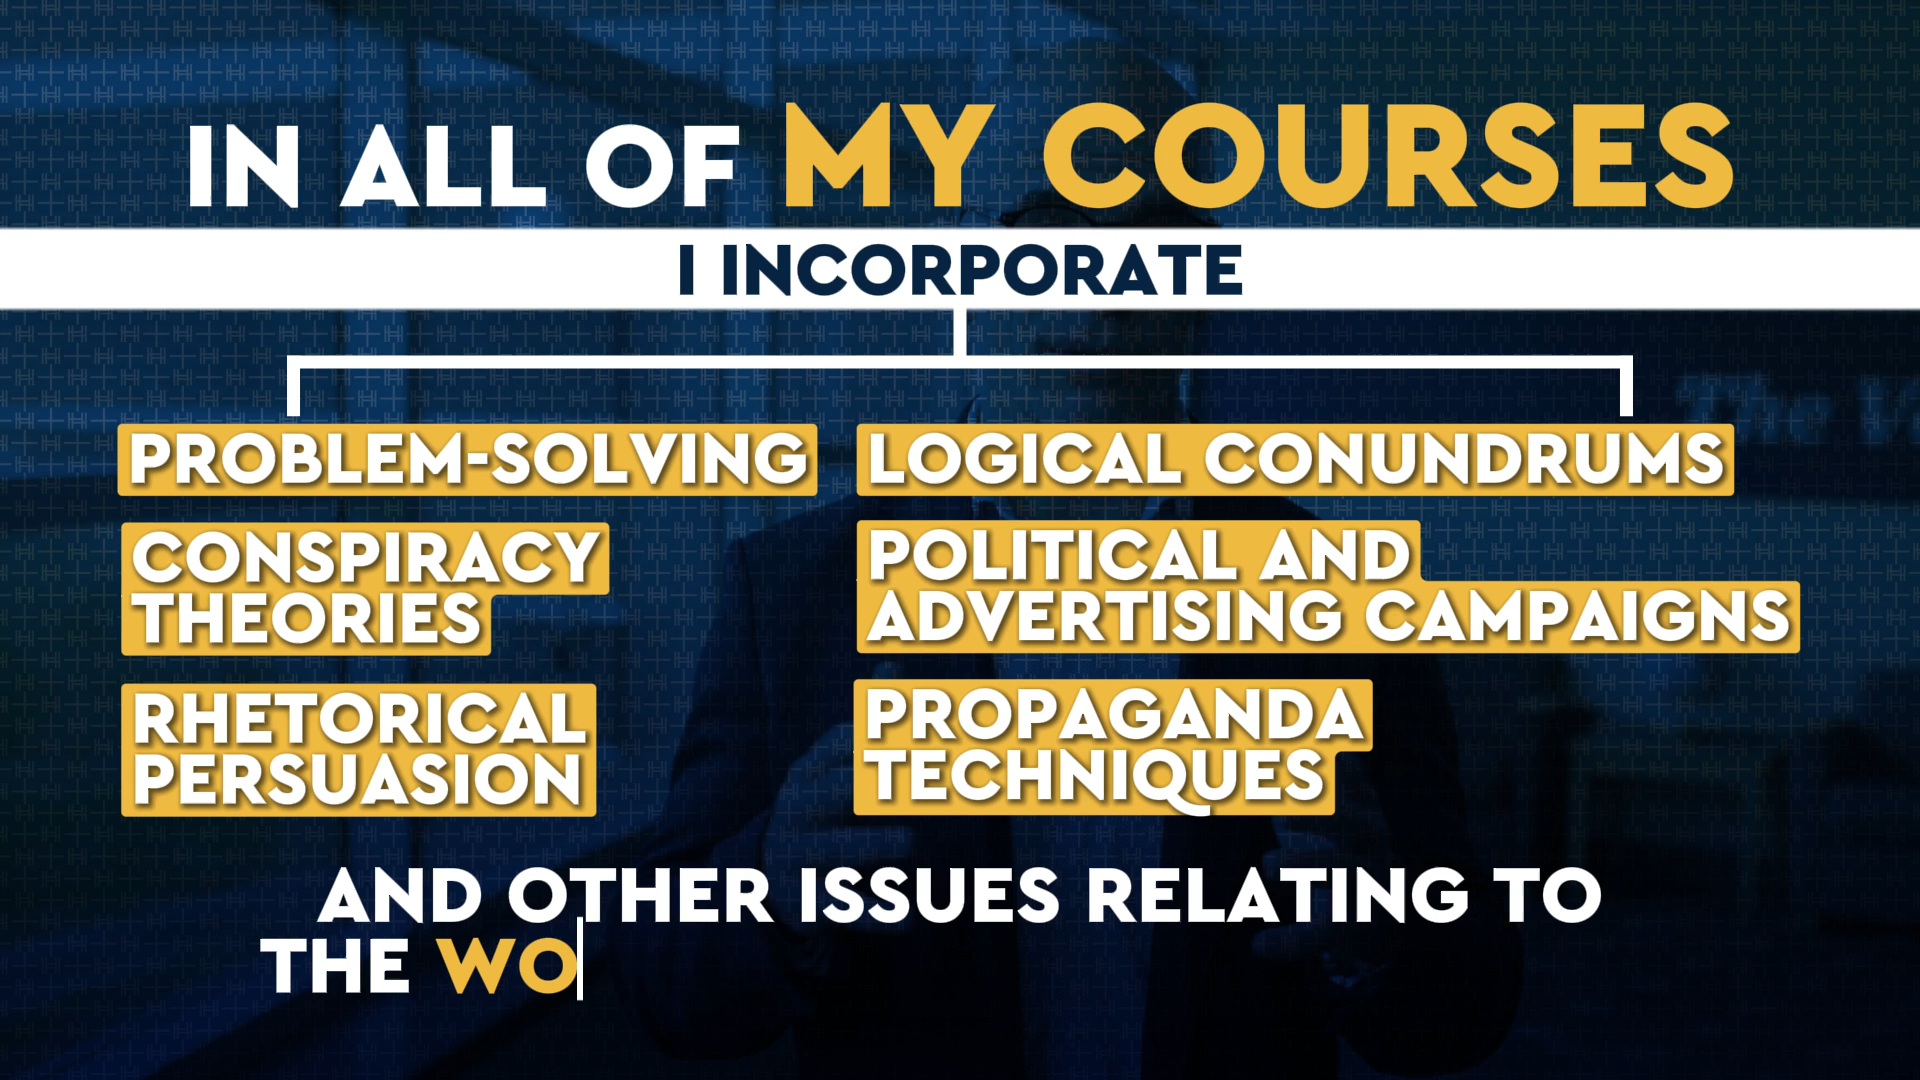 IN ALL OF MY COURSES
I INCORPORATE
PROBLEM-SOLVING
LOGICAL CONUNDRUMS
CONSPIRACY
THEORIES
POLITICAL AND
ADVERTISING CAMPAIGNS
RHETORICAL
PERSUASION
PROPAGANDA
TECHNIQUES
AND OTHER ISSUES RELATING TO
THE WO
The